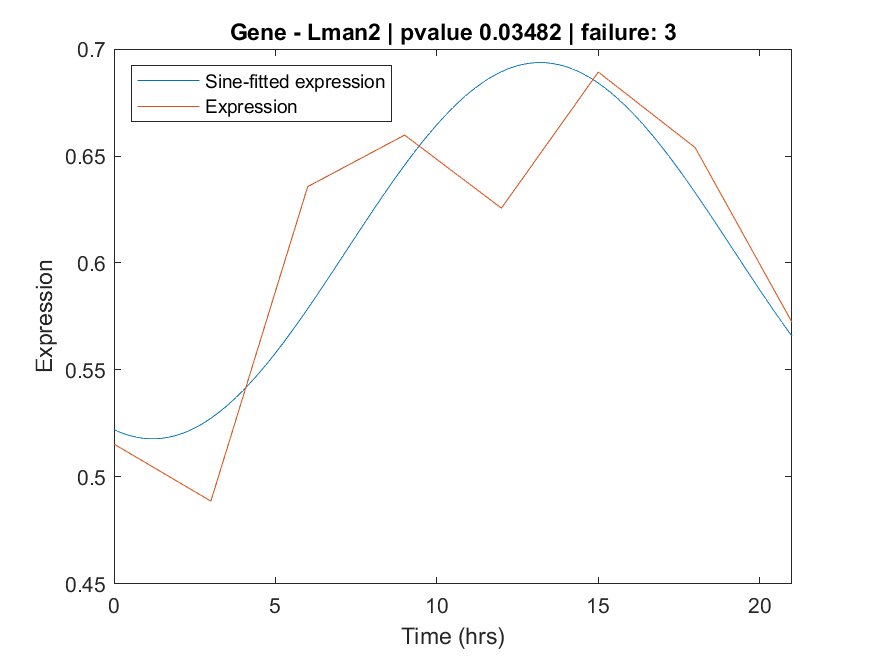 Gene - Lman2 | pvalue 0.03482 | failure: 3
Sine-fitted expression
Expression
0.7
0.65
0.6
0.55
0.5
0.45
Expression
0 5 10 15 20
Time (hrs)